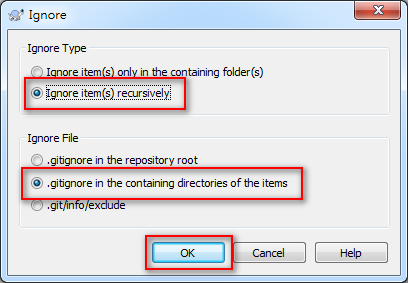 Ignore
Ignore Type
Ignore item(s) only in the containing folder(s)
Ignore item(s) recursively
Ignore File
.gitignore in the repository root
.gitignore in the containing directories of the items
.git/info/exclude
OK Cancel Help